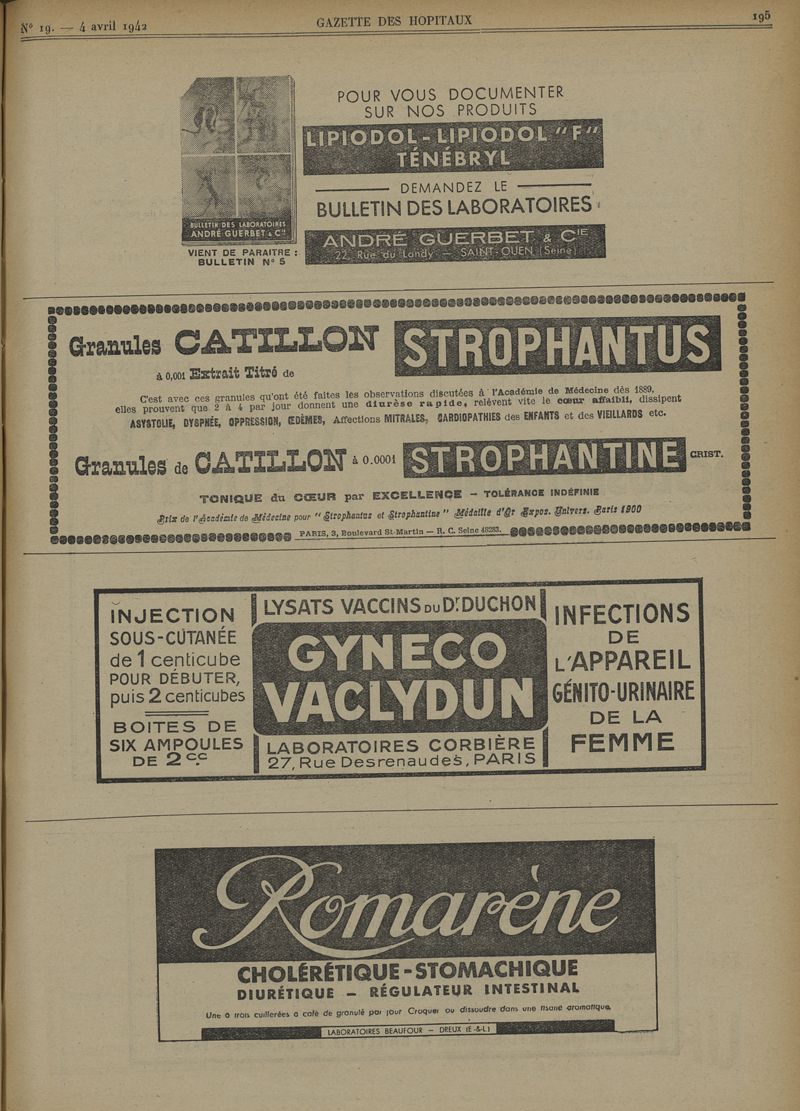 N° 19. — 4 avril 1942
GAZETTE DES HOPITAUX
195
BULLETIN DES LABORATOIRES
ANDRÉ GUERBET & Cie
VIENT DE PARAITRE :
BULLETIN N° 5
POUR VOUS DOCUMENTER
SUR NOS PRODUITS
LIPIODOL - LIPIODOL "F"
TÉNÉBRYL
DEMANDEZ LE
BULLETIN DES LABORATOIRES
ANDRÉ GUERBET & CIE
22, Rue du Landy — SAINT-OUEN (Seine)
Granules CATILLON STROPHANTUS
à 0,001 Extrait Titré de
C'est avec ces granules qu'ont été faites les observations discutées à l'Académie de Médecine dès 1889,
elles prouvent que 2 à 4 par jour donnent une diurèse rapide, relèvent vite le cœur affaibli, dissipent
ASYSTOLIE, DYSPNÉE, OPPRESSION, ŒDÈMES, Affections MITRALES, CARDIOPATHIES des ENFANTS et des VIEILLARDS etc.
Granules de CATILLON à 0.0001 STROPHANTINE CRIST.
TONIQUE du CŒUR par EXCELLENCE — TOLÉRANCE INDÉFINIE
Prix de l'Académie de Médecine pour "Strophantus et Strophantine" Médaille d'Or Expos. Univers. Paris 1900
PARIS, 3, Boulevard St-Martin — R. C. Seine 48283.
INJECTION
SOUS-CUTANÉE
de 1 centicube
POUR DÉBUTER,
puis 2 centicubes
BOITES DE
SIX AMPOULES
DE 2 c.c.
LYSATS VACCINS DU Dr. DUCHON
GYNECO
VACLYDUN
LABORATOIRES CORBIÈRE
27, Rue Desrenaudes, PARIS
INFECTIONS
DE
L'APPAREIL
GÉNITO-URINAIRE
DE LA
FEMME
Romarène
CHOLÉRÉTIQUE - STOMACHIQUE
DIURÉTIQUE — RÉGULATEUR INTESTINAL
Une à trois cuillerées à café de granulé par jour Croquer ou dissoudre dans une tisane aromatique.
LABORATOIRES BEAUFOUR — DREUX (E-&-L)